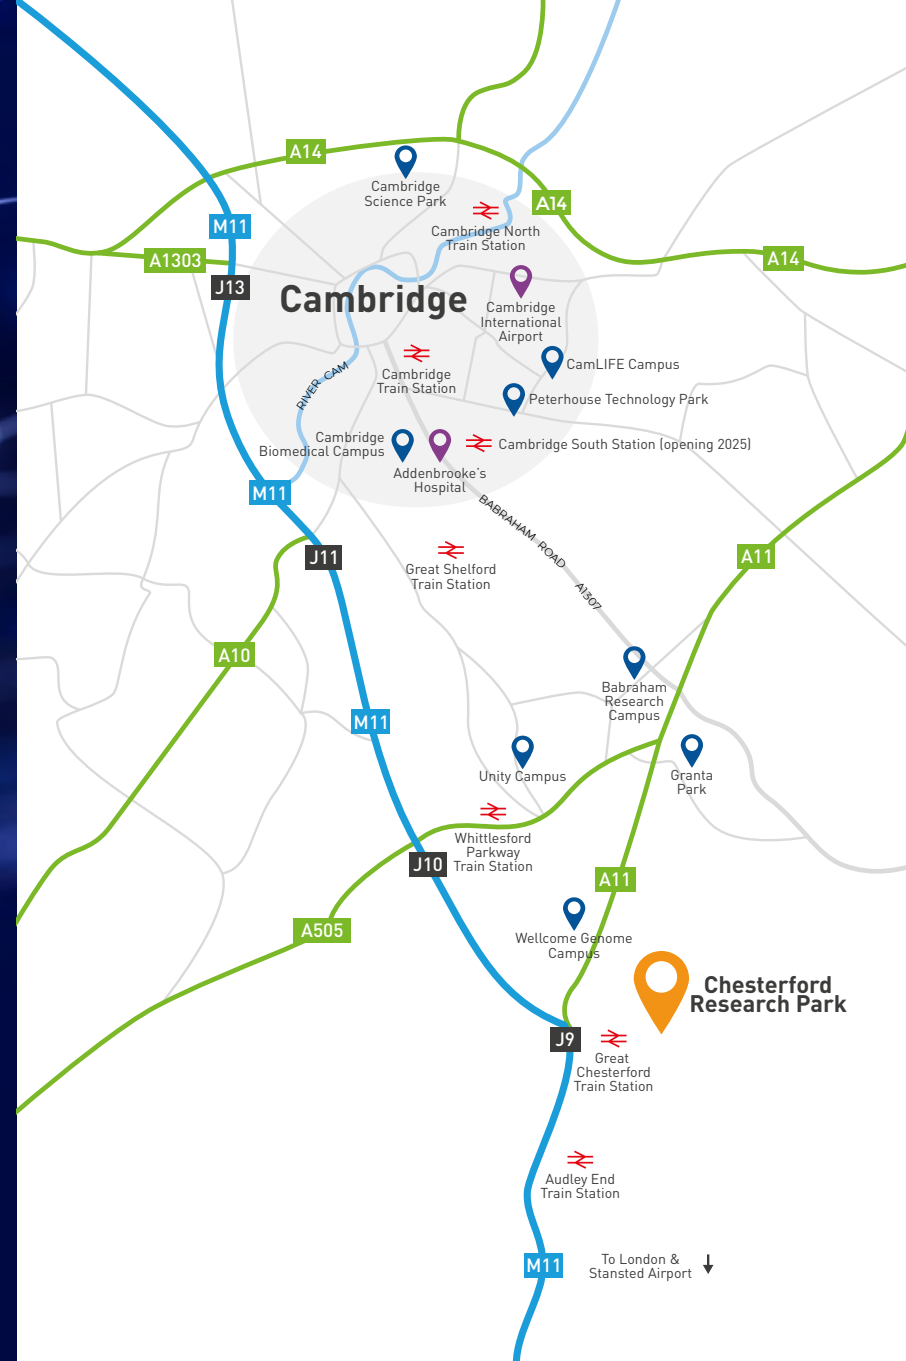 A14
Cambridge
Science Park
A14
Cambridge North
Train Station
M11
A1303
A14
J13
Cambridge
Cambridge
International
Airport
Cambridge
Train Station
CamLIFE Campus
RIVER CAM
Peterhouse Technology Park
Cambridge
Biomedical Campus
Addenbrooke's
Hospital
Cambridge South Station (opening 2025)
M11
BABRAHAM ROAD A1307
J11
A11
Great Shelford
Train Station
A10
Babraham
Research
Campus
M11
Unity Campus
Granta
Park
Whittlesford
Parkway
Train Station
J10
A11
A505
Wellcome Genome
Campus
Chesterford
Research Park
J9
Great
Chesterford
Train Station
Audley End
Train Station
M11
To London &
Stansted Airport